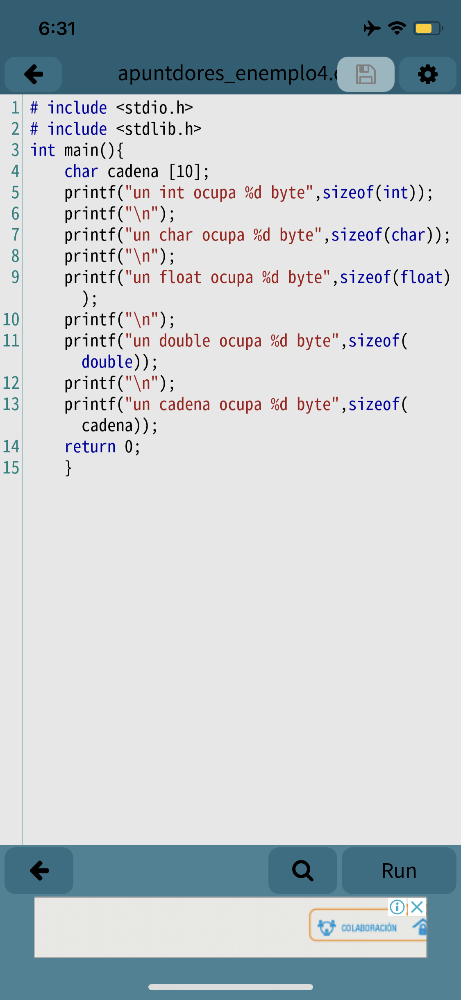 6:31
apuntdores_enemplo4.
1 # include <stdio.h>
2 # include <stdlib.h>
3 int main(){
4 char cadena [10];
5 printf("un int ocupa %d byte",sizeof(int));
6 printf("\n");
7 printf("un char ocupa %d byte",sizeof(char));
8 printf("\n");
9 printf("un float ocupa %d byte",sizeof(float)
);
10 printf("\n");
11 printf("un double ocupa %d byte",sizeof(
double));
12 printf("\n");
13 printf("un cadena ocupa %d byte",sizeof(
cadena));
14 return 0;
15 }
Run
COLABORACIÓN